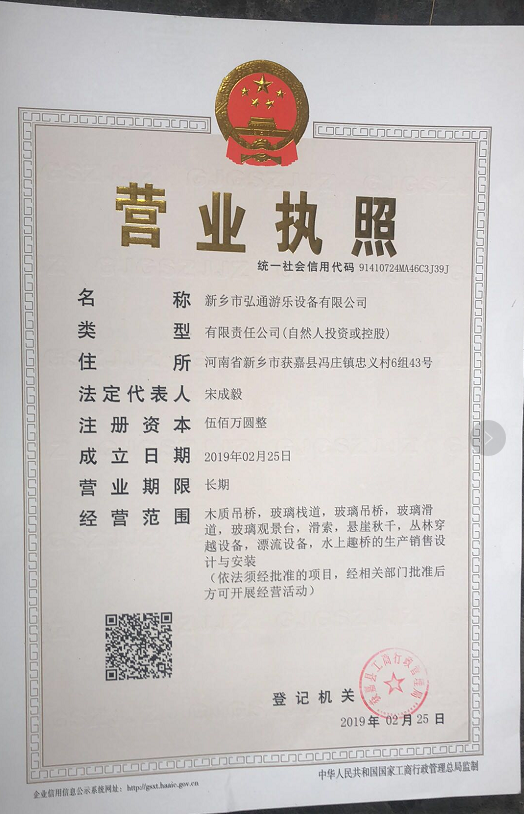 营业执照
统一社会信用代码 91410724MA46C3J39J
名称 新乡市弘通游乐设备有限公司
类型 有限责任公司(自然人投资或控股)
住所 河南省新乡市获嘉县冯庄镇忠义村6组43号
法定代表人 宋成毅
注册资本 伍佰万圆整
成立日期 2019年02月25日
营业期限 长期
经营范围 木质吊桥，玻璃栈道，玻璃吊桥，玻璃滑
道，玻璃观景台，滑索，悬崖秋千，丛林穿
越设备，漂流设备，水上趣桥的生产销售设
计与安装
（依法须经批准的项目，经相关部门批准后
方可开展经营活动）
获嘉县工商行政管理局
登记机关
2019年 02月25日
企业信用信息公示系统网址：http://gsxt.haaic.gov.cn
中华人民共和国国家工商行政管理总局监制